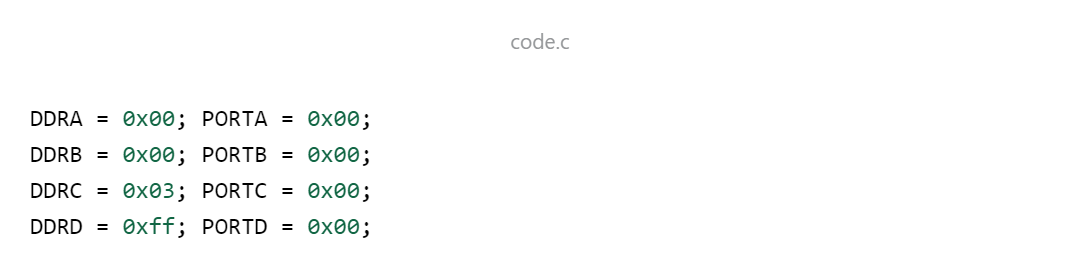 code.c
DDRA = 0x00; PORTA = 0x00;
DDRB = 0x00; PORTB = 0x00;
DDRC = 0x03; PORTC = 0x00;
DDRD = 0xff; PORTD = 0x00;